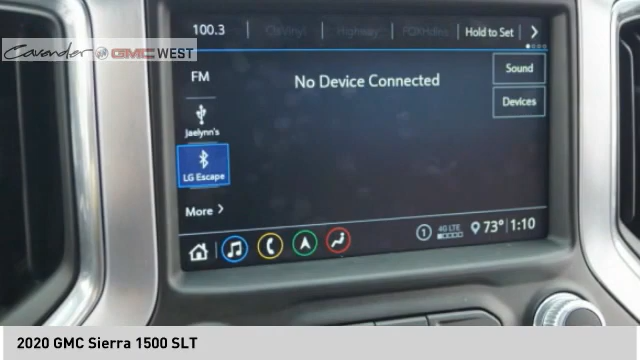 100.3 Highway Hold to Set
Cavender GMC WEST
FM
No Device Connected
Sound
Jaelynn's
Devices
LG Escape
More
1 4G LTE 73° 1:10
2020 GMC Sierra 1500 SLT